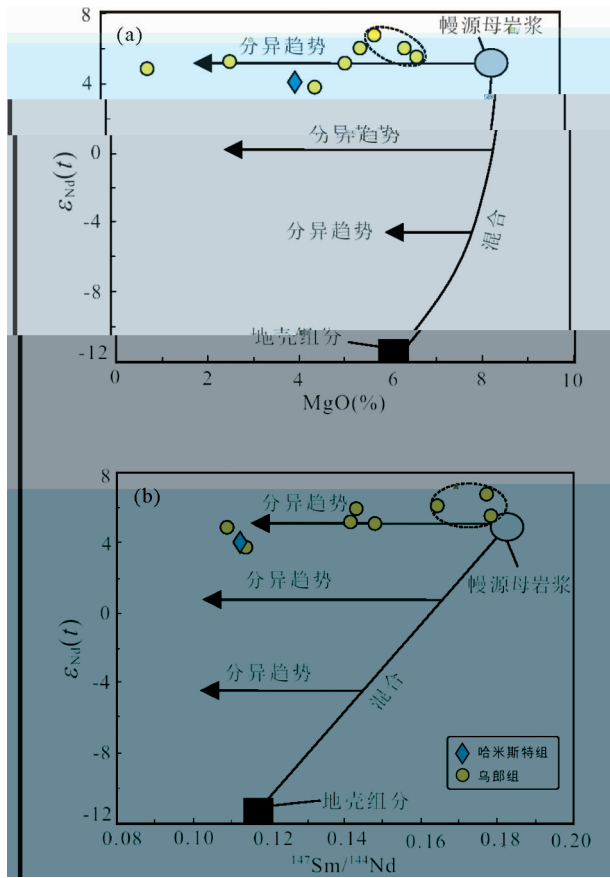 (a)
幔源母岩浆
分异趋势
分异趋势
分异趋势
混合
地壳组分
8
4
0
-4
-8
-12
εNd(t)
0 2 4 6 8 10
MgO(%)
(b)
分异趋势
幔源母岩浆
分异趋势
分异趋势
混合
地壳组分
哈米斯特组
乌郎组
8
4
0
-4
-8
-12
εNd(t)
0.08 0.10 0.12 0.14 0.16 0.18 0.20
¹⁴⁷Sm/¹⁴⁴Nd